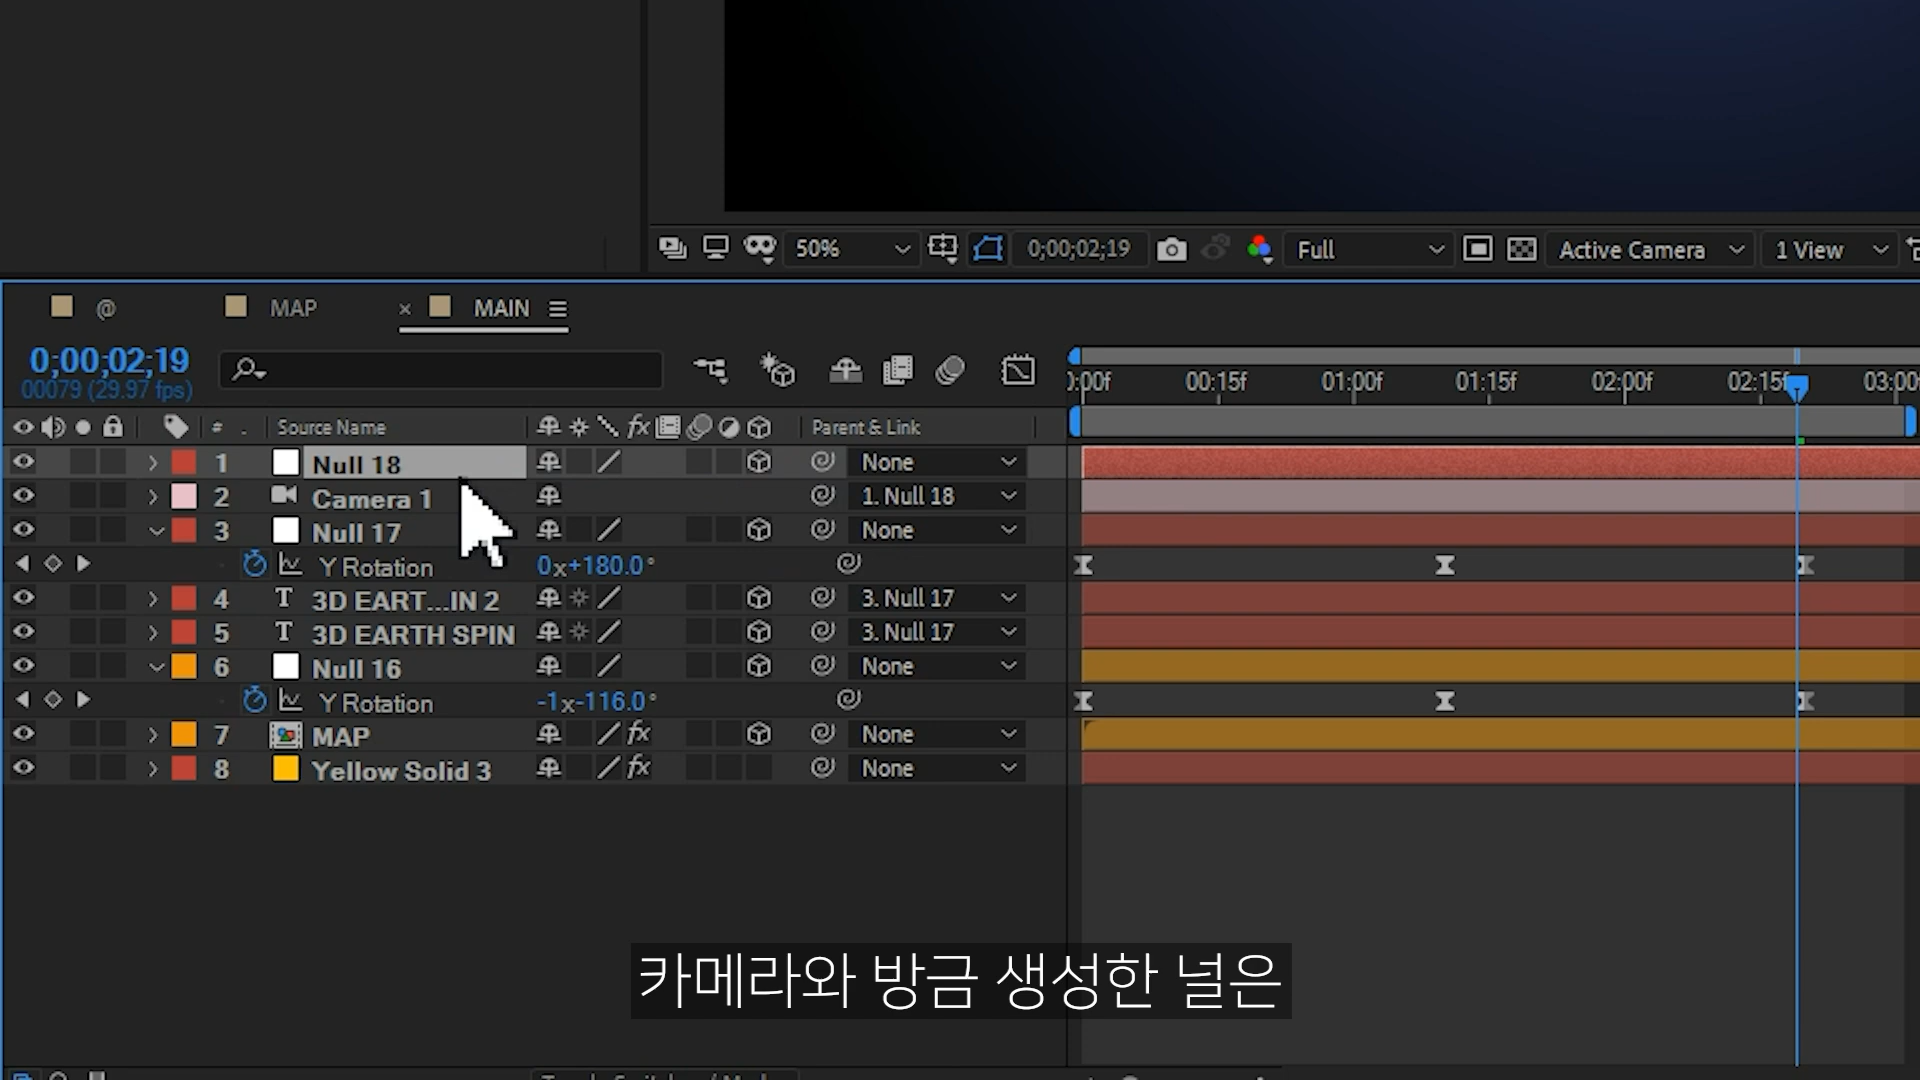 50%
0;00;02;19
Full
Active Camera
1 View
@
MAP
MAIN
0;00;02;19
00079 (29.97 fps)
00:15f
01:00f
01:15f
02:00f
02:15f
03:00
# . Source Name
fx
Parent & Link
1 Null 18 None
2 Camera 1 1. Null 18
3 Null 17 None
Y Rotation 0x+180.0°
4 T 3D EART...IN 2 3. Null 17
5 T 3D EARTH SPIN 3. Null 17
6 Null 16 None
Y Rotation -1x-116.0°
7 MAP fx None
8 Yellow Solid 3 fx None
카메라와 방금 생성한 널은